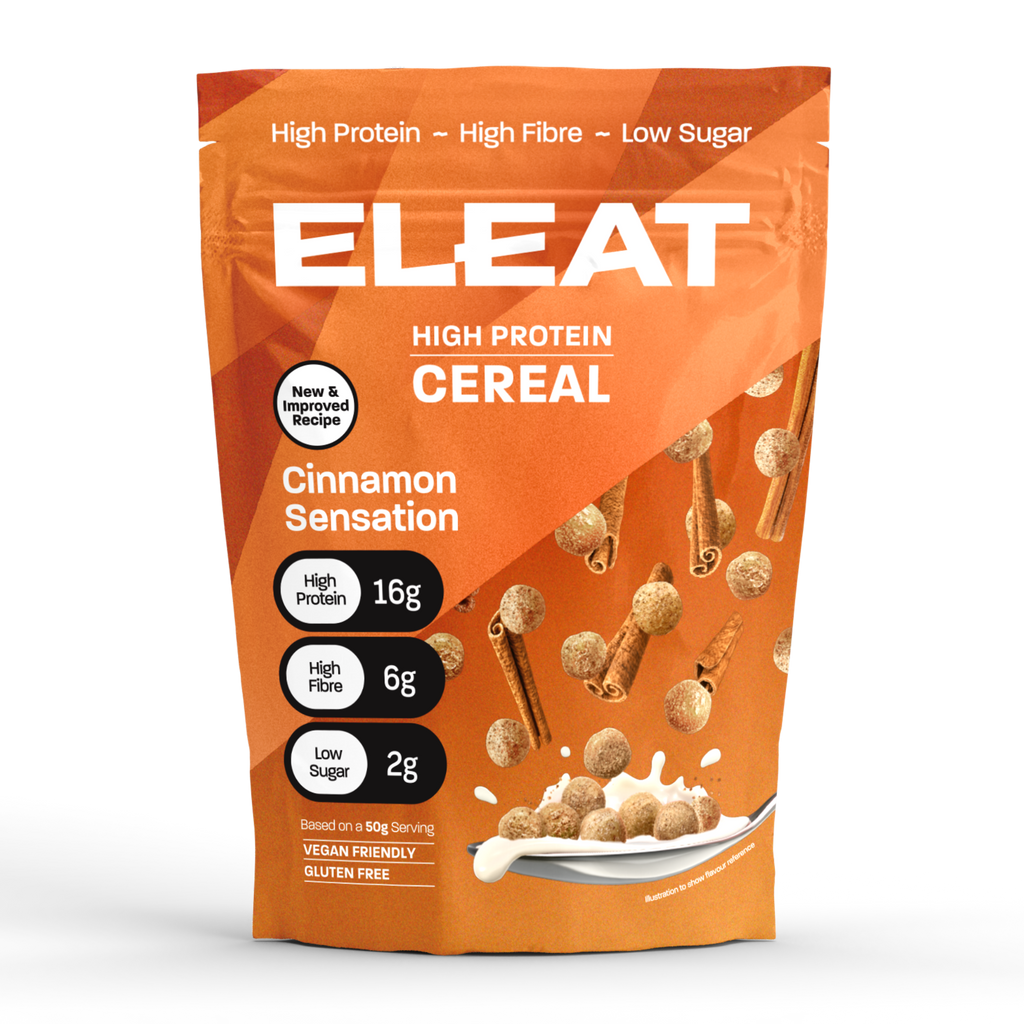 High Protein ~ High Fibre ~ Low Sugar
ELEAT
HIGH PROTEIN
CEREAL
New &
Improved
Recipe
Cinnamon
Sensation
High
Protein
16g
High
Fibre
6g
Low
Sugar
2g
Based on a 50g Serving
VEGAN FRIENDLY
GLUTEN FREE
Illustration to show flavour reference